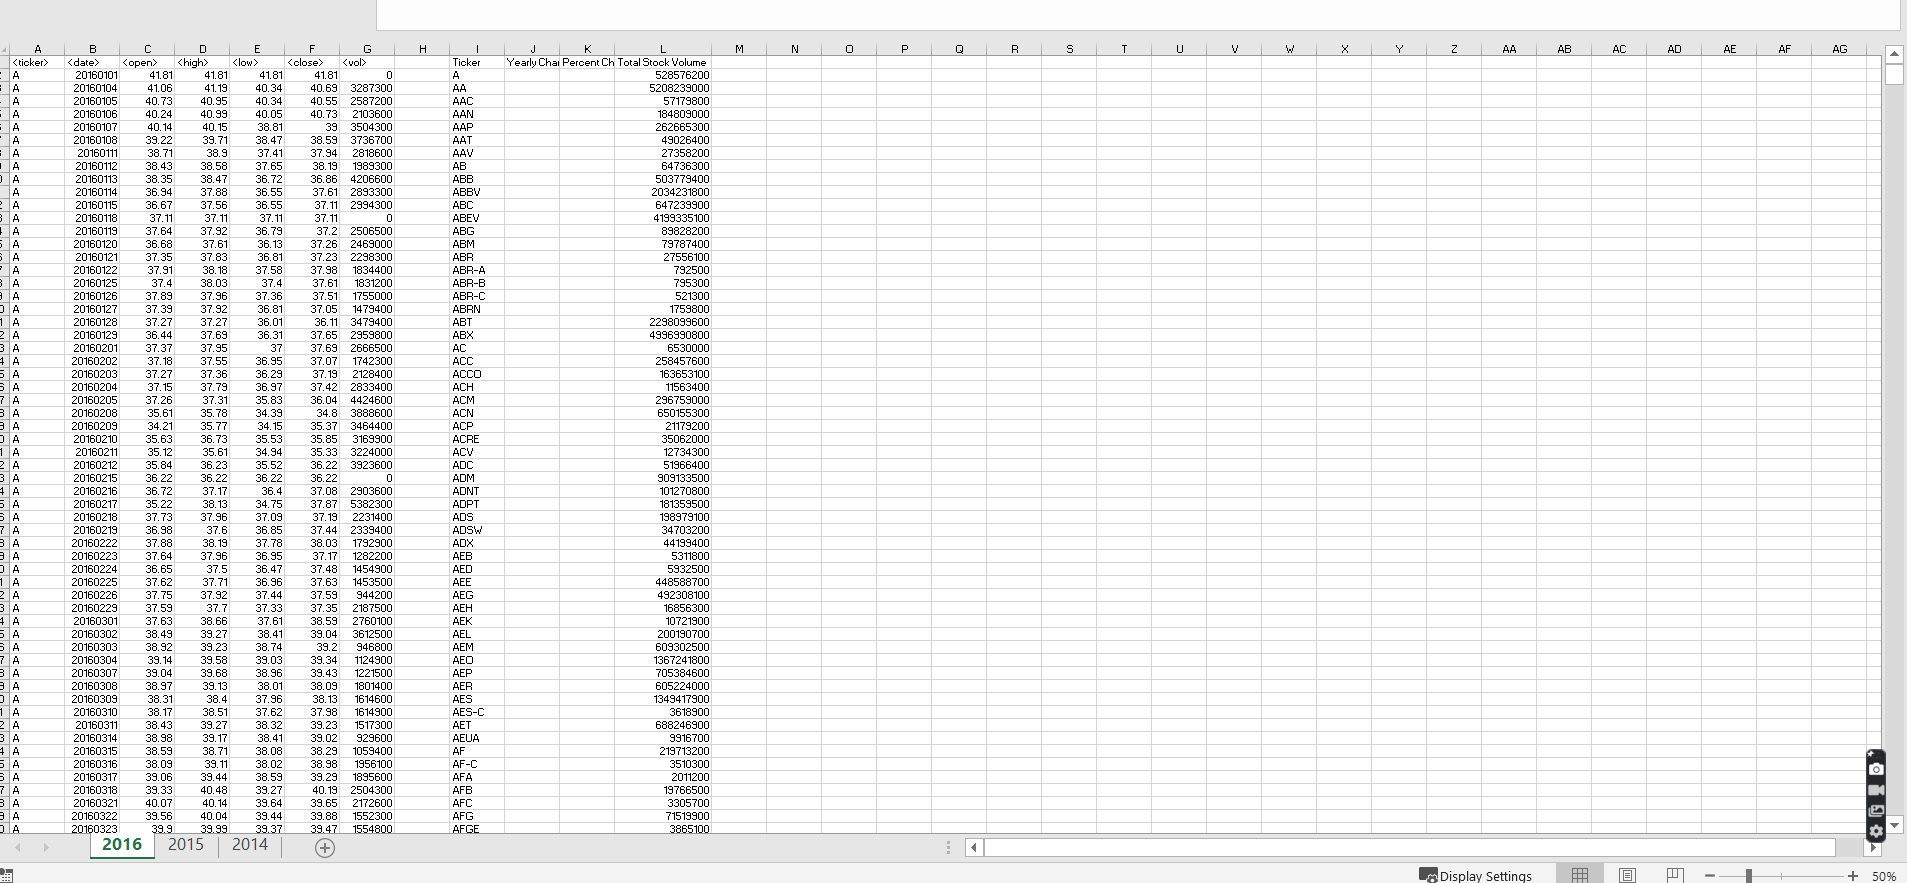 A B C D E F G H I J K L M N O P Q R S T U V W X Y Z AA AB AC AD AE AF AG
<ticker> <date> <open> <high> <low> <close> <vol> Ticker Yearly Chan Percent Ch Total Stock Volume
A 20160101 41.81 41.81 41.81 41.81 0 A 528576200
A 20160104 41.06 41.19 40.34 40.69 3287300 AA 5208239000
A 20160105 40.73 40.95 40.34 40.55 2587200 AAC 57179800
A 20160106 40.24 40.99 40.05 40.73 2103600 AAN 184809000
A 20160107 40.14 40.15 38.81 39 3504300 AAP 262665300
A 20160108 39.22 39.71 38.47 38.59 3736700 AAT 49026400
A 20160111 38.71 38.9 37.41 37.94 2818600 AAV 27358200
A 20160112 38.43 38.58 37.65 38.19 1989300 AB 64736300
A 20160113 38.35 38.47 36.72 36.86 4206600 ABB 503779400
A 20160114 36.94 37.88 36.55 37.61 2893300 ABBV 2034231800
A 20160115 36.67 37.56 36.55 37.11 2994300 ABC 647239900
A 20160118 37.11 37.11 37.11 37.11 0 ABEV 4199335100
A 20160119 37.64 37.92 36.79 37.2 2506500 ABG 89828200
A 20160120 36.68 37.61 36.13 37.26 2469000 ABM 79787400
A 20160121 37.35 37.83 36.81 37.23 2298300 ABR 27556100
A 20160122 37.91 38.18 37.58 37.98 1834400 ABR-A 792500
A 20160125 37.4 38.03 37.4 37.61 1831200 ABR-B 795300
A 20160126 37.89 37.96 37.36 37.51 1755000 ABR-C 521300
A 20160127 37.39 37.92 36.81 37.05 1479400 ABRN 1759800
A 20160128 37.27 37.27 36.01 36.11 3479400 ABT 2298099600
A 20160129 36.44 37.69 36.31 37.65 2959800 ABX 4996990800
A 20160201 37.37 37.95 37 37.69 2666500 AC 6530000
A 20160202 37.18 37.55 36.95 37.07 1742300 ACC 258457600
A 20160203 37.27 37.36 36.29 37.19 2128400 ACCO 163653100
A 20160204 37.15 37.79 36.97 37.42 2833400 ACH 11563400
A 20160205 37.26 37.31 35.83 36.04 4424600 ACM 296759000
A 20160208 35.61 35.78 34.39 34.8 3888600 ACN 650155300
A 20160209 34.21 35.77 34.15 35.37 3464400 ACP 21179200
A 20160210 35.63 36.73 35.53 35.85 3169900 ACRE 35062000
A 20160211 35.12 35.61 34.94 35.33 3224000 ACV 12734300
A 20160212 35.84 36.23 35.52 36.22 3923600 ADC 51966400
A 20160215 36.22 36.22 36.22 36.22 0 ADM 909133500
A 20160216 36.72 37.17 36.4 37.08 2903600 ADNT 101270800
A 20160217 35.22 38.13 34.75 37.87 5382300 ADPT 181359500
A 20160218 37.73 37.96 37.09 37.19 2231400 ADS 198979100
A 20160219 36.98 37.6 36.85 37.44 2339400 ADSW 34703200
A 20160222 37.88 38.19 37.78 38.03 1792900 ADX 44199400
A 20160223 37.64 37.96 36.95 37.17 1282200 AEB 5311800
A 20160224 36.65 37.5 36.47 37.48 1454900 AED 5932500
A 20160225 37.62 37.71 36.96 37.63 1453500 AEE 448588700
A 20160226 37.75 37.92 37.44 37.59 944200 AEG 492308100
A 20160229 37.59 37.7 37.33 37.35 2187500 AEH 16856300
A 20160301 37.63 38.66 37.61 38.59 2760100 AEK 10721900
A 20160302 38.49 39.27 38.41 39.04 3612500 AEL 200190700
A 20160303 38.92 39.23 38.74 39.2 946800 AEM 609302500
A 20160304 39.14 39.58 39.03 39.34 1124900 AEO 1367241800
A 20160307 39.04 39.68 38.96 39.43 1221500 AEP 705384600
A 20160308 38.97 39.13 38.01 38.09 1801400 AER 605224000
A 20160309 38.31 38.4 37.96 38.13 1614600 AES 1349417900
A 20160310 38.17 38.51 37.62 37.98 1614900 AES-C 3618900
A 20160311 38.43 39.27 38.32 39.23 1517300 AET 688246900
A 20160314 38.98 39.17 38.41 39.02 929600 AEUA 9916700
A 20160315 38.59 38.71 38.08 38.29 1059400 AF 219713200
A 20160316 38.09 39.11 38.02 38.98 1956100 AF-C 3510300
A 20160317 39.06 39.44 38.59 39.29 1895600 AFA 2011200
A 20160318 39.33 40.48 39.27 40.19 2504300 AFB 19766500
A 20160321 40.07 40.14 39.64 39.65 2172600 AFC 3305700
A 20160322 39.56 40.04 39.44 39.88 1552300 AFG 71519900
A 20160323 39.9 39.99 39.37 39.47 1554800 AFGE 3865100
2016 2015 2014
Display Settings 50%